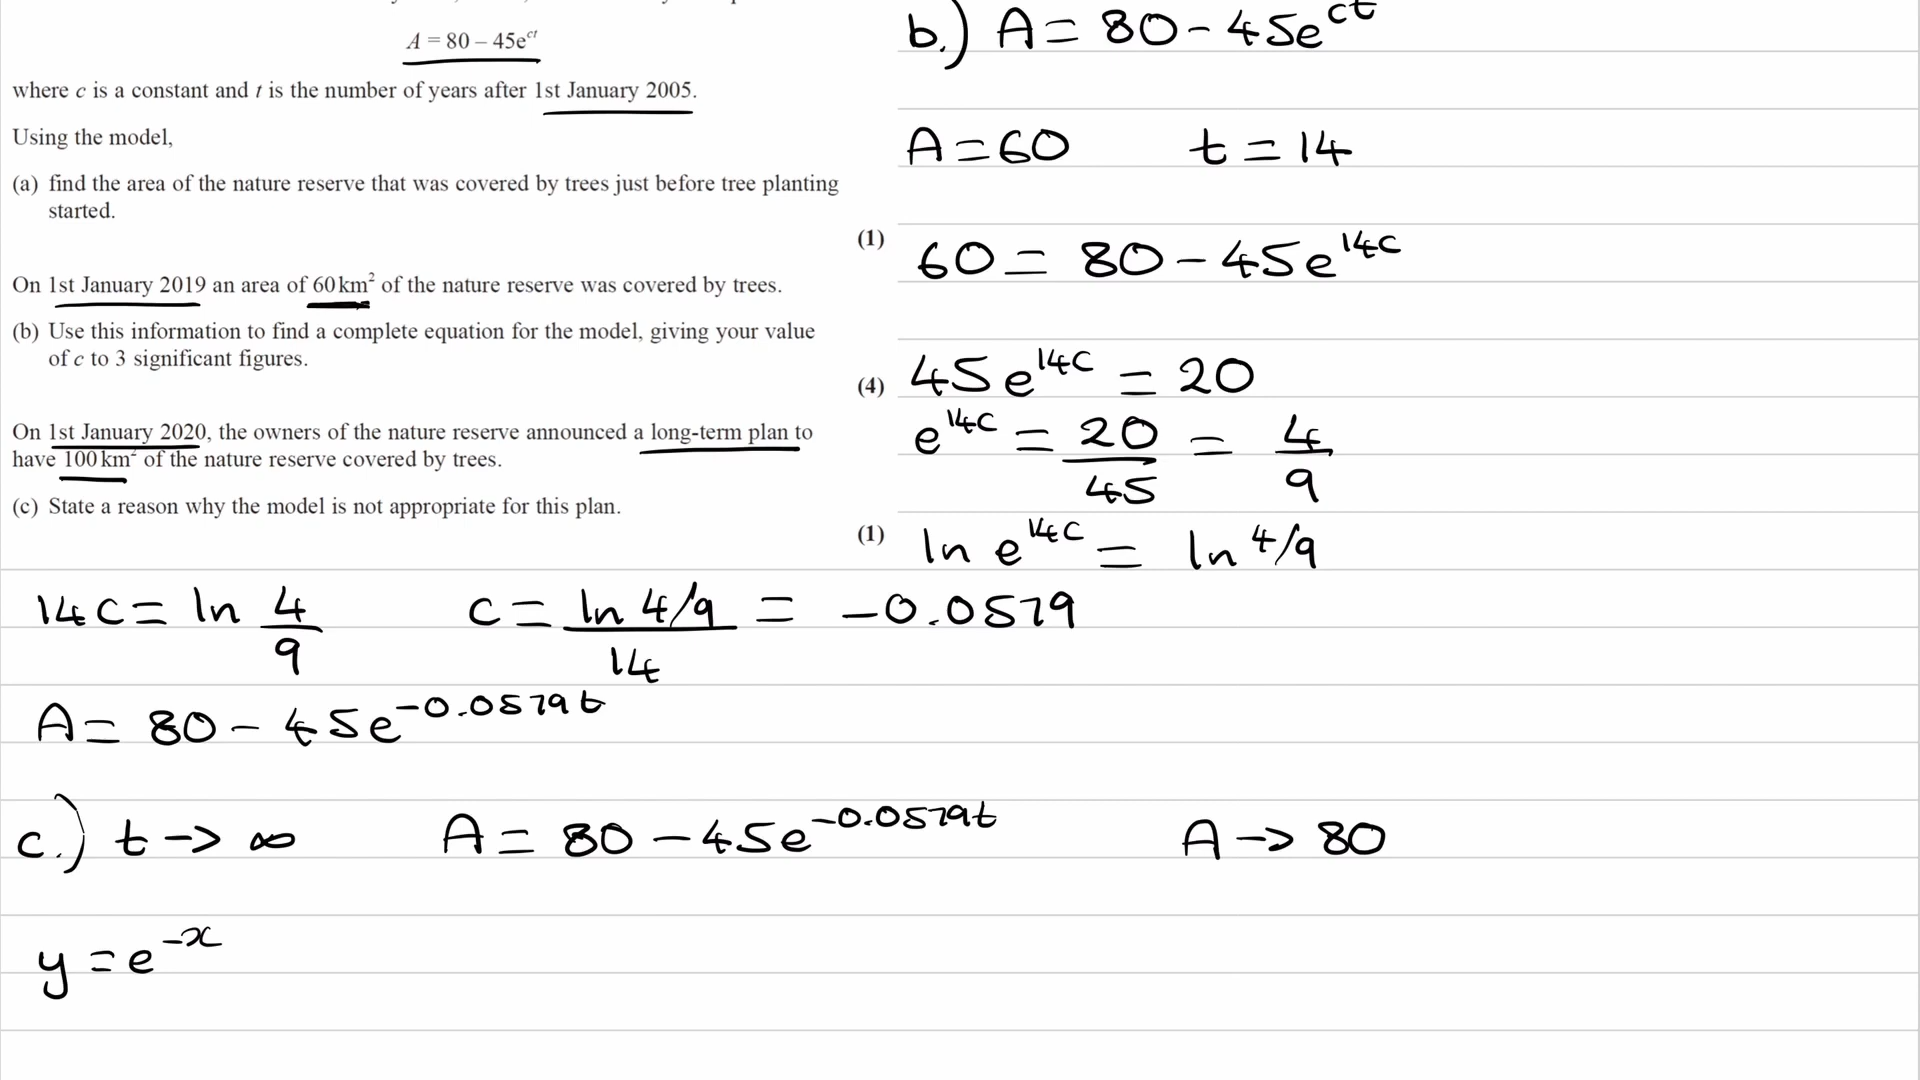 A = 80 – 45e^ct
where c is a constant and t is the number of years after 1st January 2005.
Using the model,
(a) find the area of the nature reserve that was covered by trees just before tree planting
started.
(1)
On 1st January 2019 an area of 60 km² of the nature reserve was covered by trees.
(b) Use this information to find a complete equation for the model, giving your value
of c to 3 significant figures.
(4)
On 1st January 2020, the owners of the nature reserve announced a long-term plan to
have 100 km² of the nature reserve covered by trees.
(c) State a reason why the model is not appropriate for this plan.
(1)
b.) A = 80 - 45e^ct
A = 60 t = 14
60 = 80 - 45e^14c
45e^14c = 20
e^14c = 20/45 = 4/9
ln e^14c = ln 4/9
14c = ln 4/9 c = ln 4/9 / 14 = -0.0579
A = 80 - 45e^-0.0579t
c.) t -> ∞ A = 80 - 45e^-0.0579t A -> 80
y = e^-x